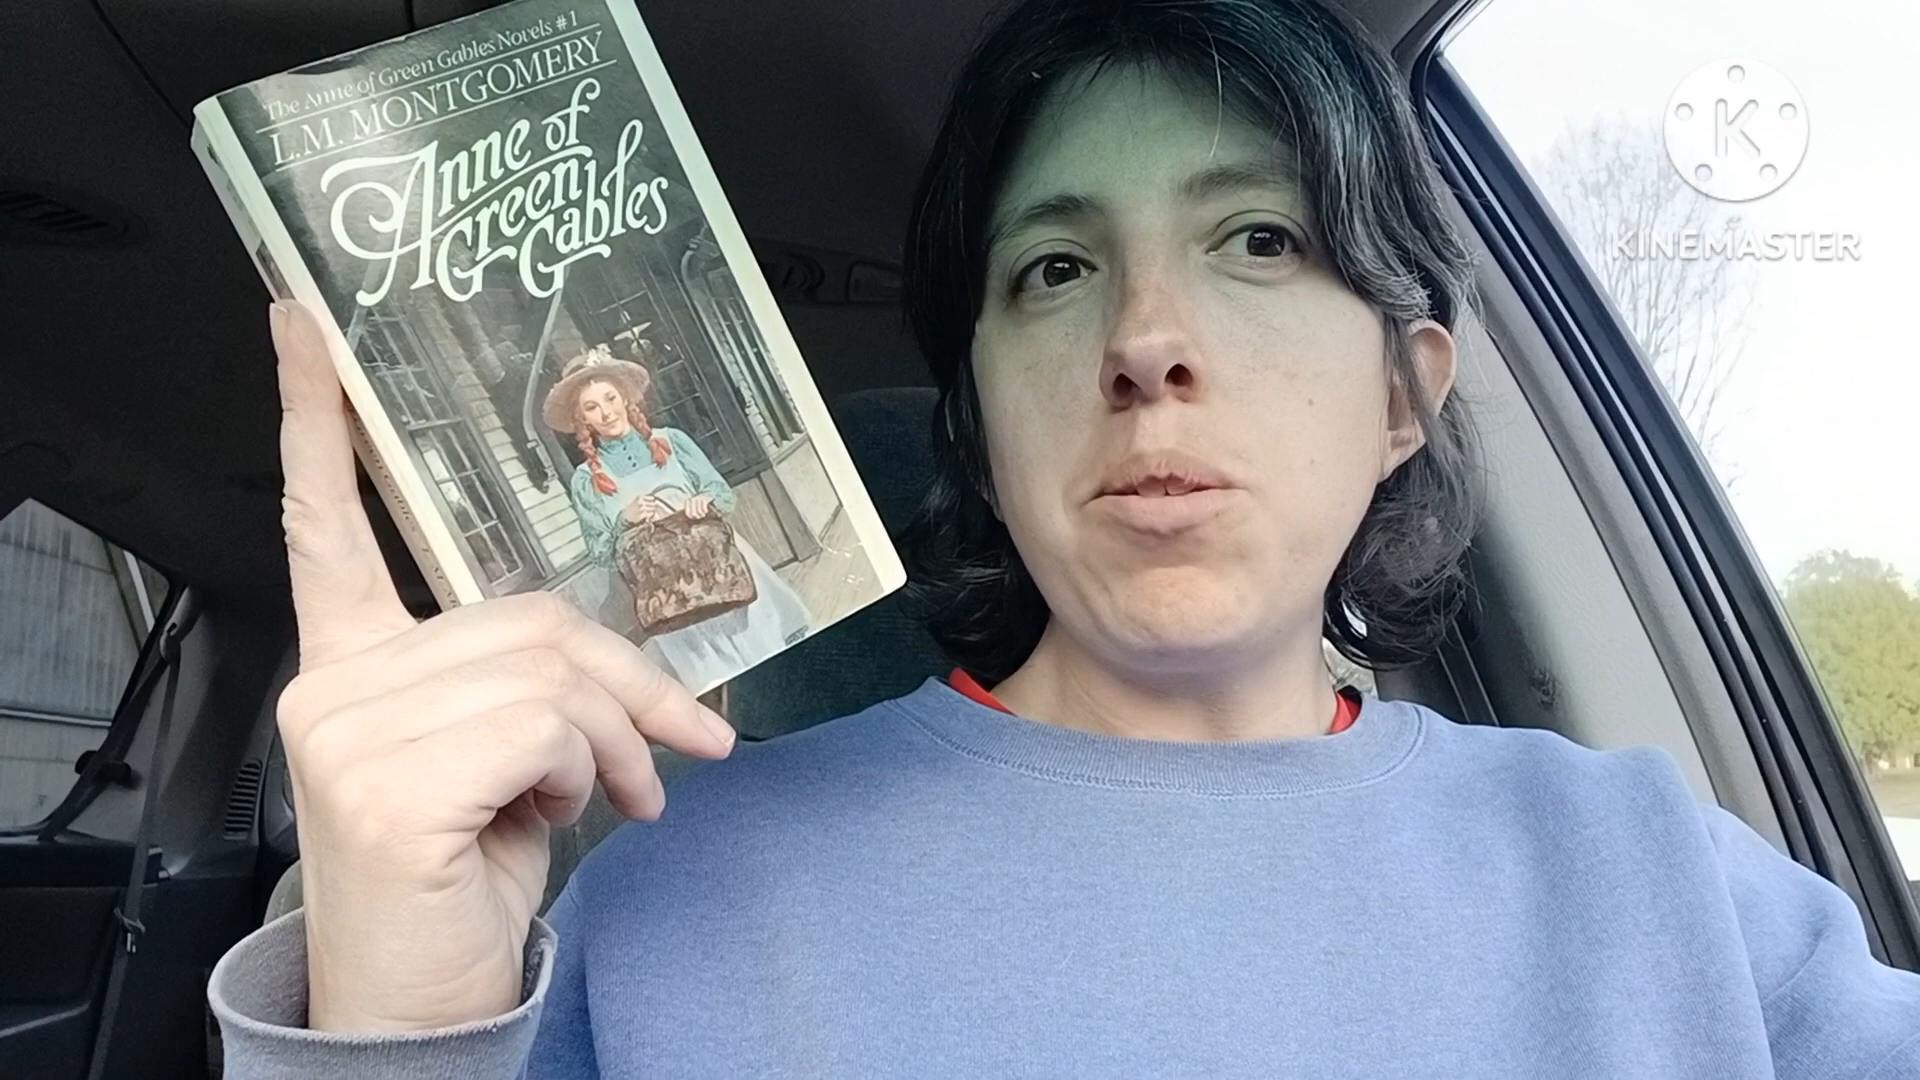 The Anne of Green Gables Novels #1
L.M. MONTGOMERY
Anne of
Green
Gables
K
KINEMASTER